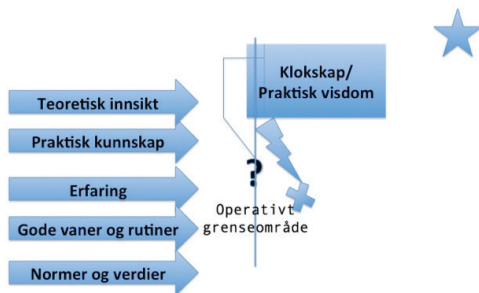 Klokskap/
Praktisk visdom
Teoretisk innsikt
Praktisk kunnskap
Erfaring
Gode vaner og rutiner
Normer og verdier
?
Operativt
grenseområde